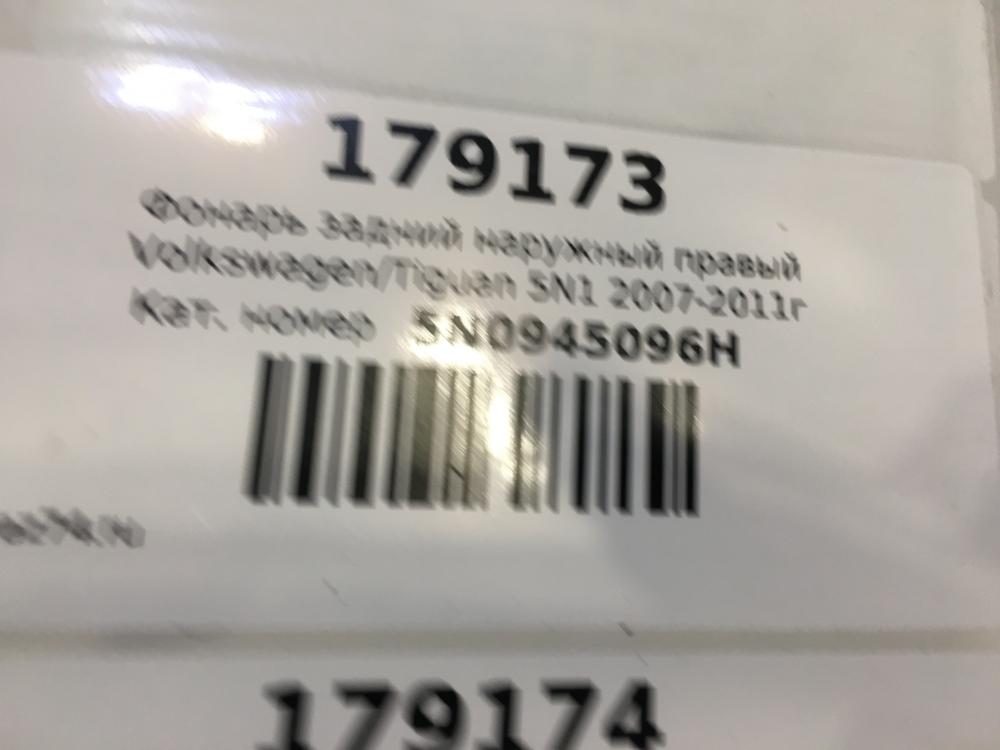 179173
Фонарь задний наружный правый
Volkswagen/Tiguan 5N1 2007-2011г
Кат. номер 5N0945096H
179174